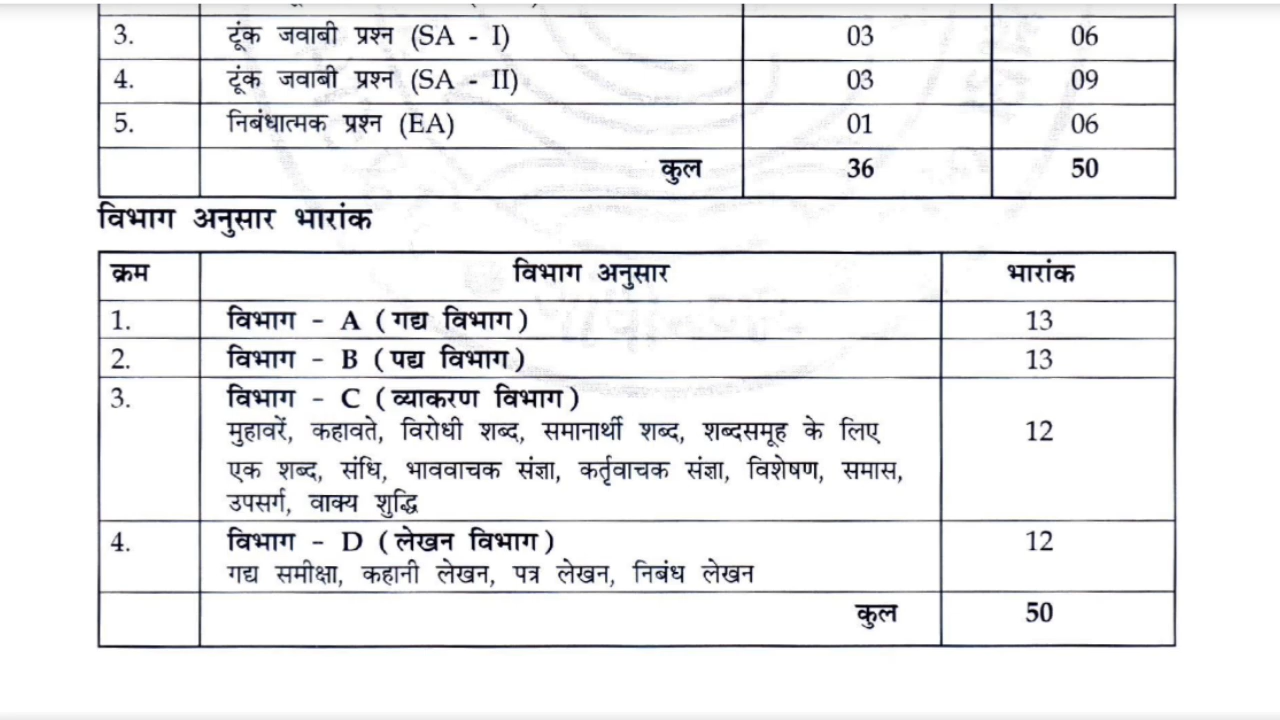 3. टूंक जवाबी प्रश्न (SA - I) 03 06
4. टूंक जवाबी प्रश्न (SA - II) 03 09
5. निबंधात्मक प्रश्न (EA) 01 06
कुल 36 50
विभाग अनुसार भारांक
क्रम विभाग अनुसार भारांक
1. विभाग - A ( गद्य विभाग ) 13
2. विभाग - B ( पद्य विभाग ) 13
3. विभाग - C ( व्याकरण विभाग )
मुहावरें, कहावते, विरोधी शब्द, समानार्थी शब्द, शब्दसमूह के लिए 12
एक शब्द, संधि, भाववाचक संज्ञा, कर्तृवाचक संज्ञा, विशेषण, समास,
उपसर्ग, वाक्य शुद्धि
4. विभाग - D ( लेखन विभाग ) 12
गद्य समीक्षा, कहानी लेखन, पत्र लेखन, निबंध लेखन
कुल 50